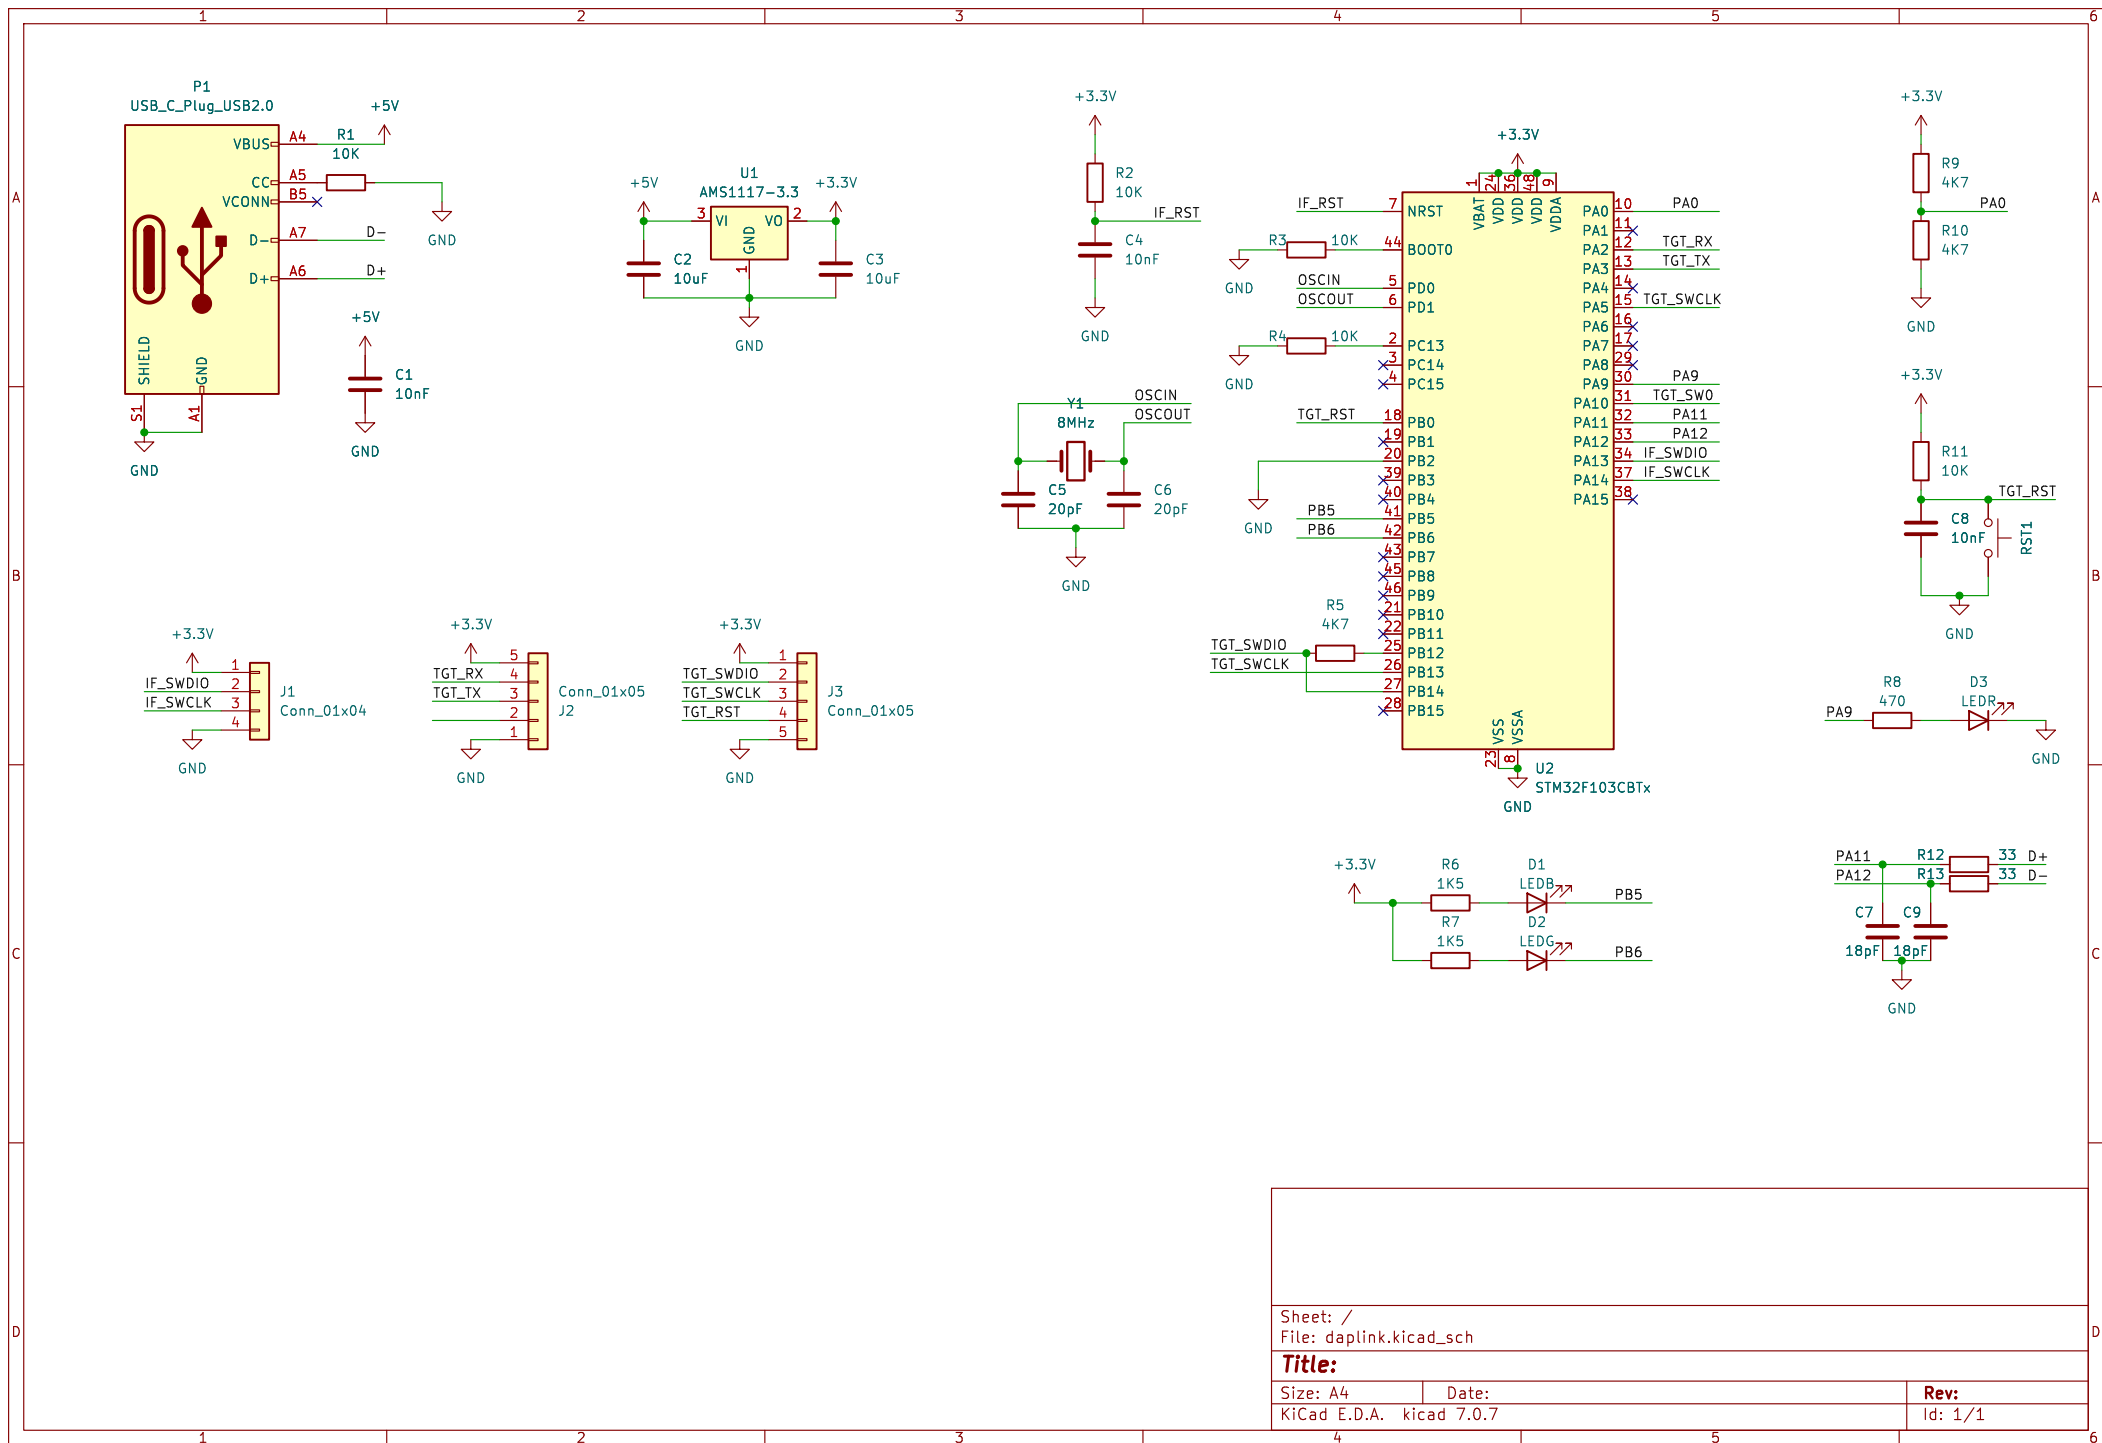 1 2 3 4 5 6
A
B
C
D
P1
USB_C_Plug_USB2.0
VBUS A4
CC A5
VCONN B5
D- A7
D+ A6
SHIELD
GND
S1
A1
GND
+5V
R1
10K
GND
D-
D+
+5V
C1
10nF
GND
U1
AMS1117-3.3
+5V
+3.3V
3 VI
VO 2
GND
1
C2
10uF
C3
10uF
GND
+3.3V
R2
10K
IF_RST
C4
10nF
GND
OSCIN
OSCOUT
Y1
8MHz
C5
20pF
C6
20pF
GND
+3.3V
1
24
36
48
9
VBAT
VDD
VDD
VDD
VDDA
IF_RST 7 NRST
R3 10K 44 BOOT0
GND
OSCIN 5 PD0
OSCOUT 6 PD1
R4 10K 2 PC13
GND
3 PC14
4 PC15
TGT_RST 18 PB0
19 PB1
20 PB2
GND
39 PB3
40 PB4
PB5 41 PB5
PB6 42 PB6
43 PB7
45 PB8
46 PB9
21 PB10
22 PB11
R5
4K7
TGT_SWDIO 25 PB12
TGT_SWCLK 26 PB13
27 PB14
28 PB15
PA0 10 PA0
PA1 11
PA2 12 TGT_RX
PA3 13 TGT_TX
PA4 14
PA5 15 TGT_SWCLK
PA6 16
PA7 17
PA8 29
PA9 30 PA9
PA10 31 TGT_SWO
PA11 32 PA11
PA12 33 PA12
PA13 34 IF_SWDIO
PA14 37 IF_SWCLK
PA15 38
VSS
VSSA
23
8
U2
STM32F103CBTx
GND
+3.3V
R9
4K7
PA0
R10
4K7
GND
+3.3V
R11
10K
TGT_RST
C8
10nF
RST1
GND
+3.3V
1
IF_SWDIO 2
IF_SWCLK 3
4
J1
Conn_01x04
GND
+3.3V
5
TGT_RX 4
TGT_TX 3
2
1
Conn_01x05
J2
GND
+3.3V
1
TGT_SWDIO 2
TGT_SWCLK 3
TGT_RST 4
5
J3
Conn_01x05
GND
R8
470
D3
LEDR
PA9
GND
+3.3V
R6
1K5
D1
LEDB
PB5
R7
1K5
D2
LEDG
PB6
PA11 R12 33 D+
PA12 R13 33 D-
C7
18pF
C9
18pF
GND
Sheet: /
File: daplink.kicad_sch
Title:
Size: A4 Date: Rev:
KiCad E.D.A. kicad 7.0.7 Id: 1/1
A
B
C
D
1 2 3 4 5 6